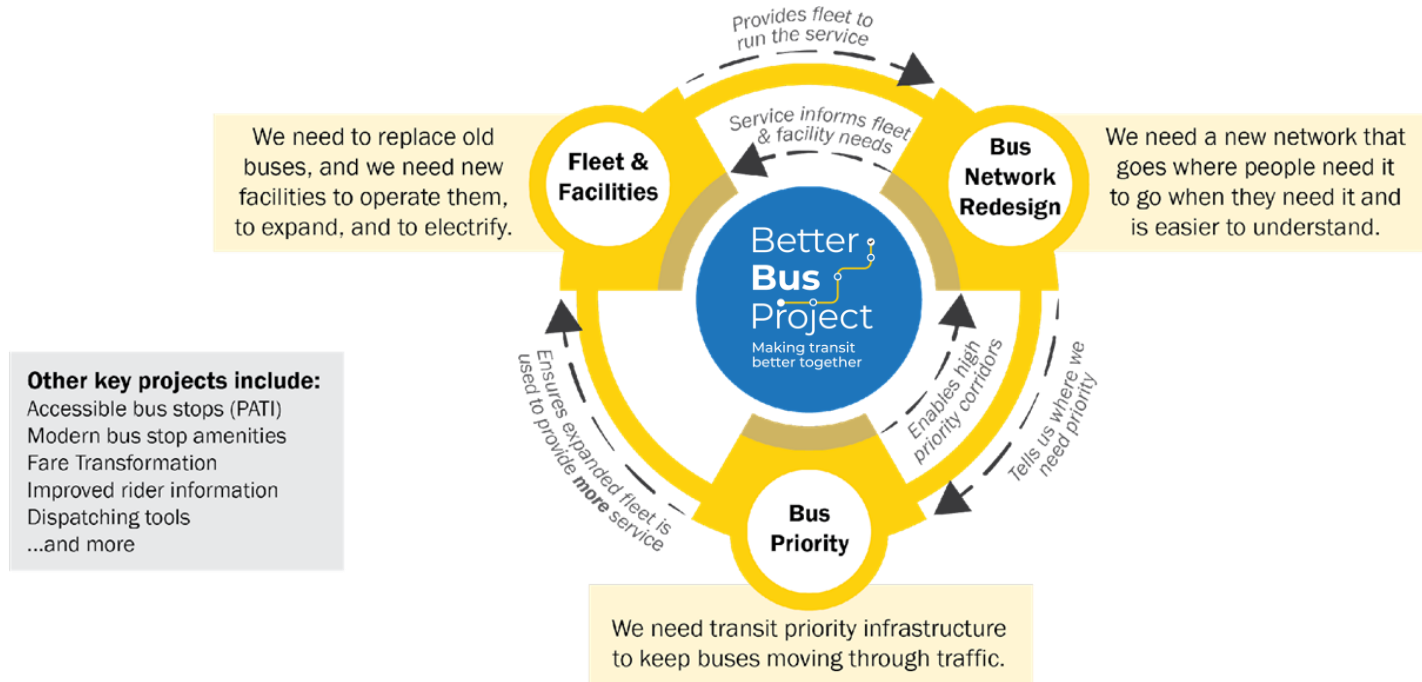 Provides fleet to
run the service
Service informs fleet
& facility needs
We need to replace old
buses, and we need new
facilities to operate them,
to expand, and to electrify.
Fleet &
Facilities
Bus
Network
Redesign
We need a new network that
goes where people need it
to go when they need it and
is easier to understand.
Better
Bus
Project
Making transit
better together
Ensures expanded fleet is
used to provide more service
Enables high
priority corridors
Tells us where we
need priority
Other key projects include:
Accessible bus stops (PATI)
Modern bus stop amenities
Fare Transformation
Improved rider information
Dispatching tools
...and more
Bus
Priority
We need transit priority infrastructure
to keep buses moving through traffic.